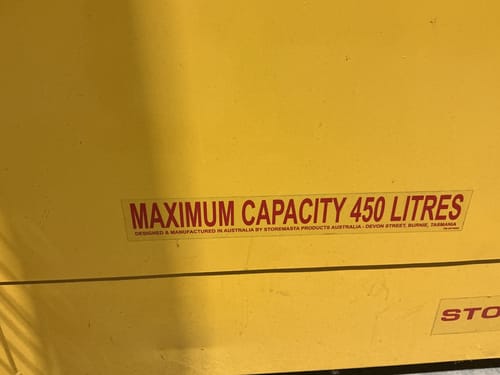 MAXIMUM CAPACITY 450 LITRES
DESIGNED & MANUFACTURED IN AUSTRALIA BY STOREMASTA PRODUCTS AUSTRALIA - DEVON STREET, BURNIE, TASMANIA
STO